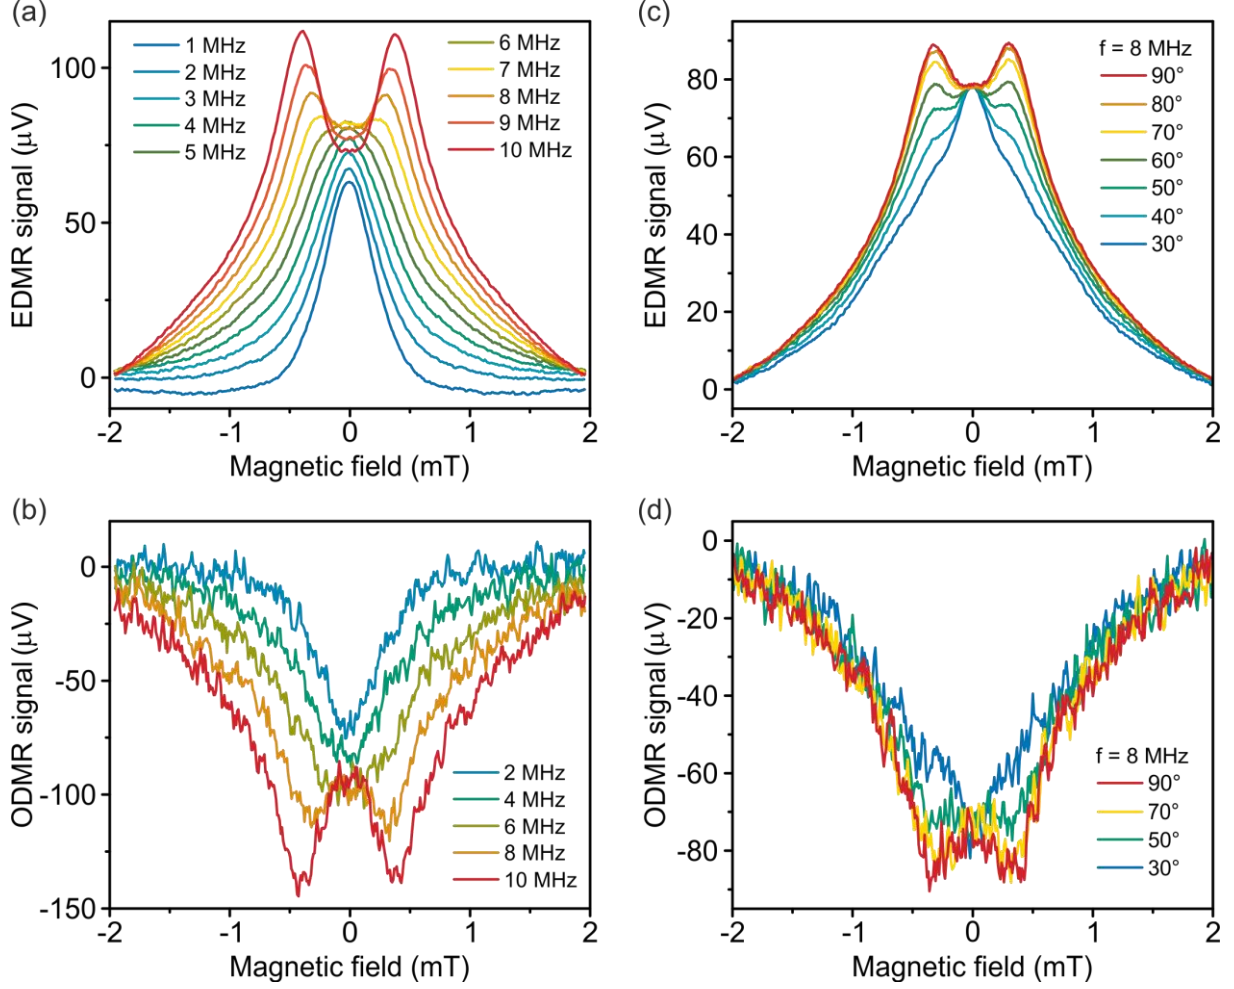 (a)
EDMR signal (μV)
100
50
0
1 MHz
2 MHz
3 MHz
4 MHz
5 MHz
6 MHz
7 MHz
8 MHz
9 MHz
10 MHz
-2 -1 0 1 2
Magnetic field (mT)
(c)
EDMR signal (μV)
80
60
40
20
0
f = 8 MHz
90°
80°
70°
60°
50°
40°
30°
-2 -1 0 1 2
Magnetic field (mT)
(b)
ODMR signal (μV)
0
-50
-100
-150
2 MHz
4 MHz
6 MHz
8 MHz
10 MHz
-2 -1 0 1 2
Magnetic field (mT)
(d)
ODMR signal (μV)
0
-20
-40
-60
-80
f = 8 MHz
90°
70°
50°
30°
-2 -1 0 1 2
Magnetic field (mT)